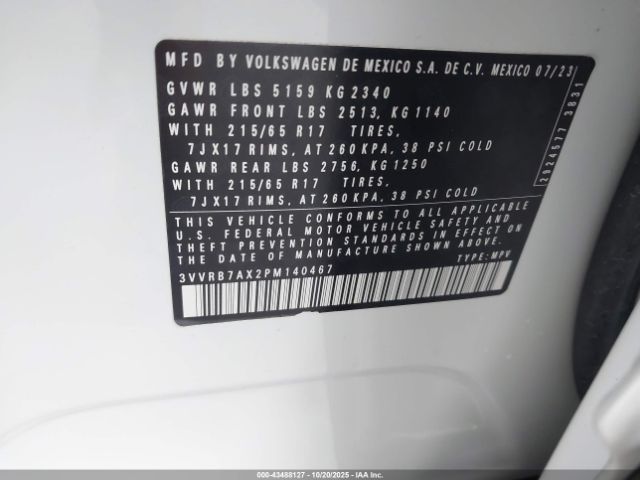 MFD BY VOLKSWAGEN DE MEXICO S.A. DE C.V. MEXICO 07/23
GVWR LBS 5159 KG 2340
GAWR FRONT LBS 2513, KG 1140
WITH 215/65 R17 TIRES,
7JX17 RIMS, AT 260 KPA, 38 PSI COLD
GAWR REAR LBS 2756, KG 1250
WITH 215/65 R17 TIRES,
7JX17 RIMS, AT 260 KPA, 38 PSI COLD
THIS VEHICLE CONFORMS TO ALL APPLICABLE
U.S. FEDERAL MOTOR VEHICLE SAFETY AND
THEFT PREVENTION STANDARDS IN EFFECT ON
THE DATE OF MANUFACTURE SHOWN ABOVE.
3VVRB7AX2PM140467 TYPE: MPV
2924577 3831
000-43488127 - 10/20/2025 - IAAI.CA